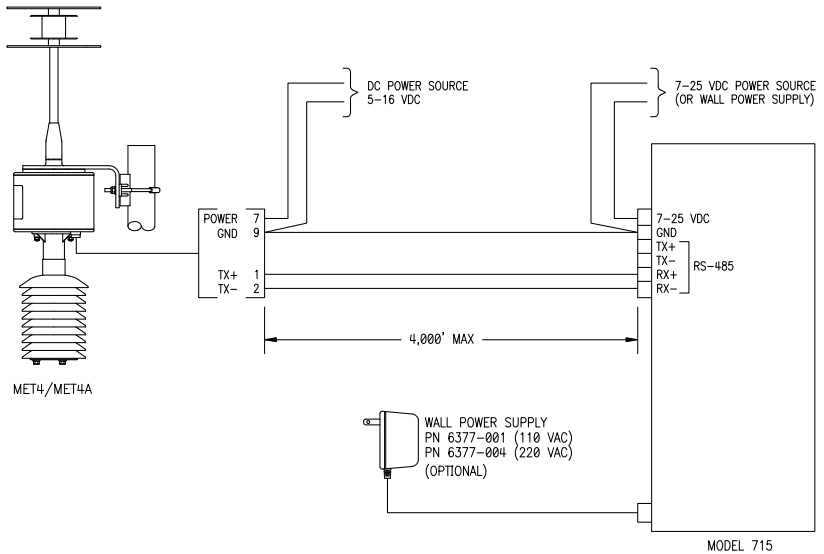 DC POWER SOURCE
5-16 VDC
7-25 VDC POWER SOURCE
(OR WALL POWER SUPPLY)
POWER 7
GND 9
TX+ 1
TX- 2
7-25 VDC
GND
TX+
TX-
RX+
RX-
RS-485
4,000' MAX
MET4/MET4A
WALL POWER SUPPLY
PN 6377-001 (110 VAC)
PN 6377-004 (220 VAC)
(OPTIONAL)
MODEL 715